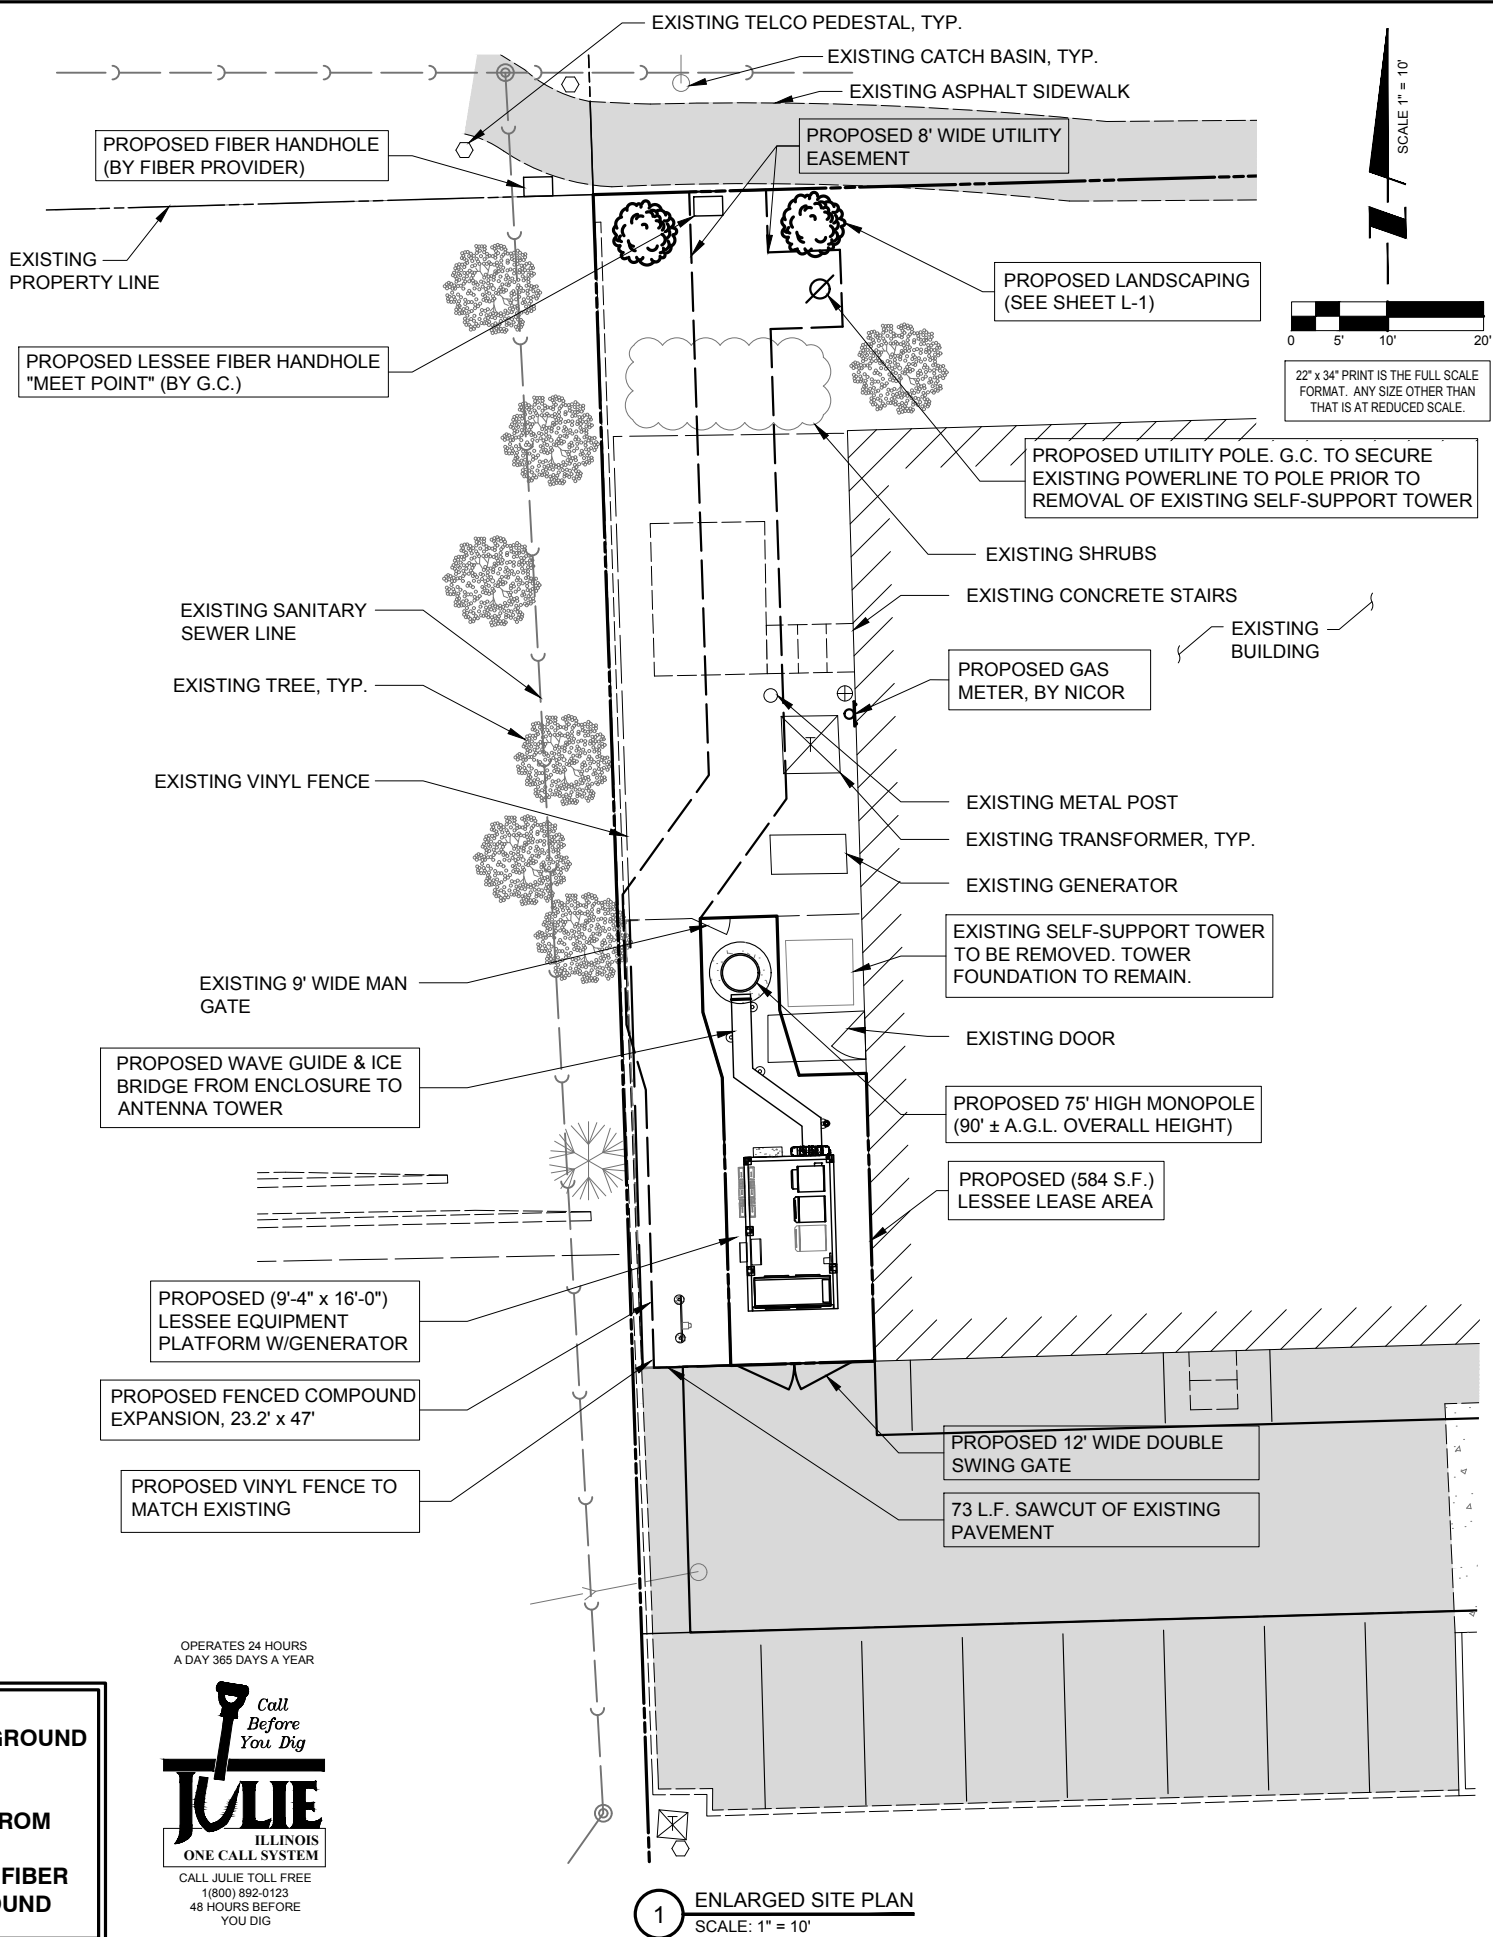 EXISTING TELCO PEDESTAL, TYP.
EXISTING CATCH BASIN, TYP.
EXISTING ASPHALT SIDEWALK
PROPOSED FIBER HANDHOLE
(BY FIBER PROVIDER)
PROPOSED 8' WIDE UTILITY
EASEMENT
SCALE 1" = 10'
EXISTING
PROPERTY LINE
PROPOSED LANDSCAPING
(SEE SHEET L-1)
0 5' 10' 20'
22" x 34" PRINT IS THE FULL SCALE
FORMAT. ANY SIZE OTHER THAN
THAT IS AT REDUCED SCALE.
PROPOSED LESSEE FIBER HANDHOLE
"MEET POINT" (BY G.C.)
PROPOSED UTILITY POLE. G.C. TO SECURE
EXISTING POWERLINE TO POLE PRIOR TO
REMOVAL OF EXISTING SELF-SUPPORT TOWER
EXISTING SHRUBS
EXISTING CONCRETE STAIRS
EXISTING SANITARY
SEWER LINE
EXISTING
BUILDING
EXISTING TREE, TYP.
PROPOSED GAS
METER, BY NICOR
T
EXISTING VINYL FENCE
EXISTING METAL POST
EXISTING TRANSFORMER, TYP.
EXISTING GENERATOR
EXISTING SELF-SUPPORT TOWER
TO BE REMOVED. TOWER
FOUNDATION TO REMAIN.
EXISTING 9' WIDE MAN
GATE
EXISTING DOOR
PROPOSED WAVE GUIDE & ICE
BRIDGE FROM ENCLOSURE TO
ANTENNA TOWER
PROPOSED 75' HIGH MONOPOLE
(90' ± A.G.L. OVERALL HEIGHT)
PROPOSED (584 S.F.)
LESSEE LEASE AREA
PROPOSED (9'-4" x 16'-0")
LESSEE EQUIPMENT
PLATFORM W/GENERATOR
PROPOSED FENCED COMPOUND
EXPANSION, 23.2' x 47'
PROPOSED 12' WIDE DOUBLE
SWING GATE
PROPOSED VINYL FENCE TO
MATCH EXISTING
73 L.F. SAWCUT OF EXISTING
PAVEMENT
OPERATES 24 HOURS
A DAY 365 DAYS A YEAR
Call
Before
You Dig
JULIE
ILLINOIS
ONE CALL SYSTEM
CALL JULIE TOLL FREE
1(800) 892-0123
48 HOURS BEFORE
YOU DIG
GROUND
ROM
FIBER
OUND
T
1
ENLARGED SITE PLAN
SCALE: 1" = 10'